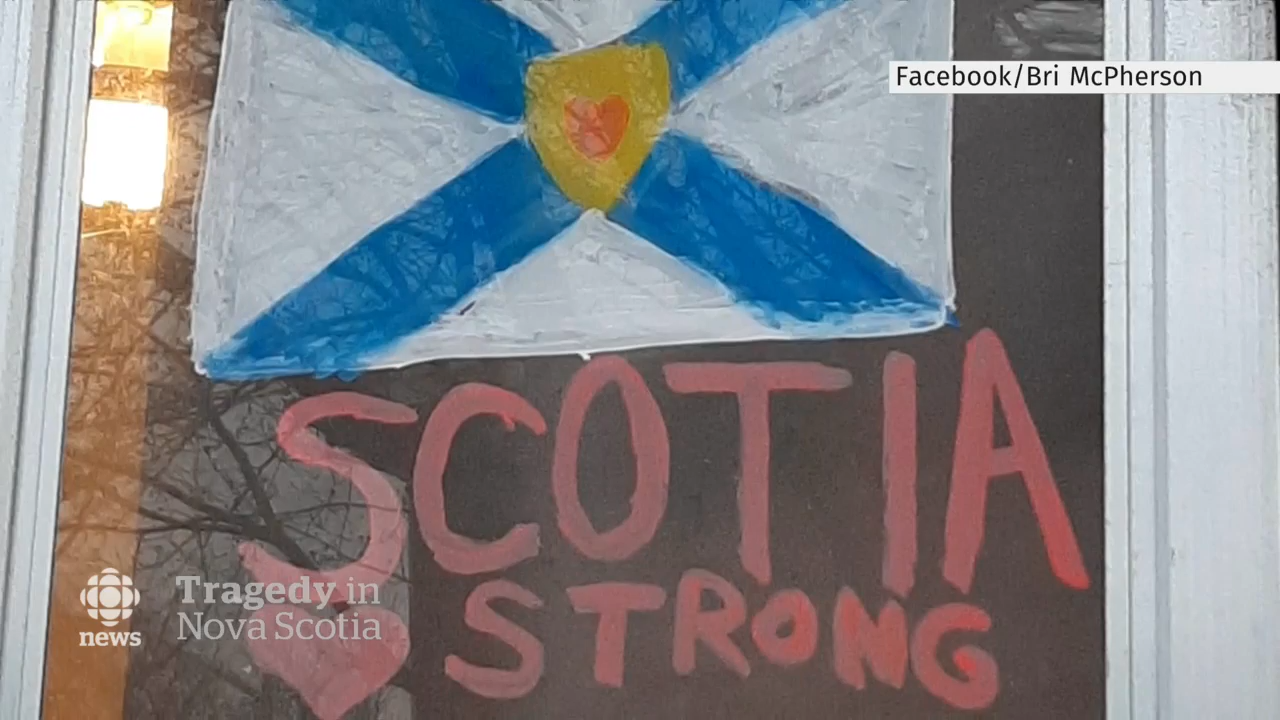 Facebook/Bri McPherson
SCOTIA
STRONG
Tragedy in
Nova Scotia
news